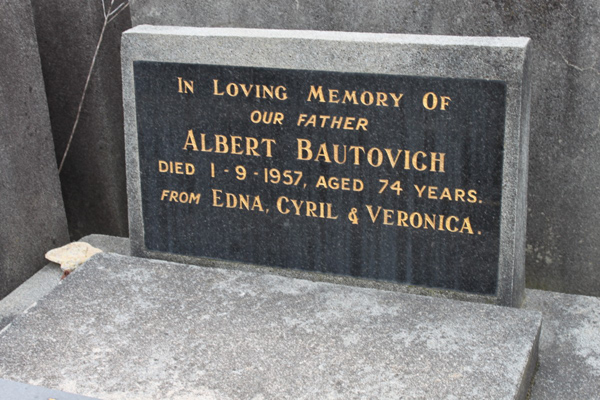 In Loving Memory Of
OUR FATHER
ALBERT BAUTOVICH
DIED 1-9-1957, AGED 74 YEARS.
FROM EDNA, CYRIL & VERONICA.